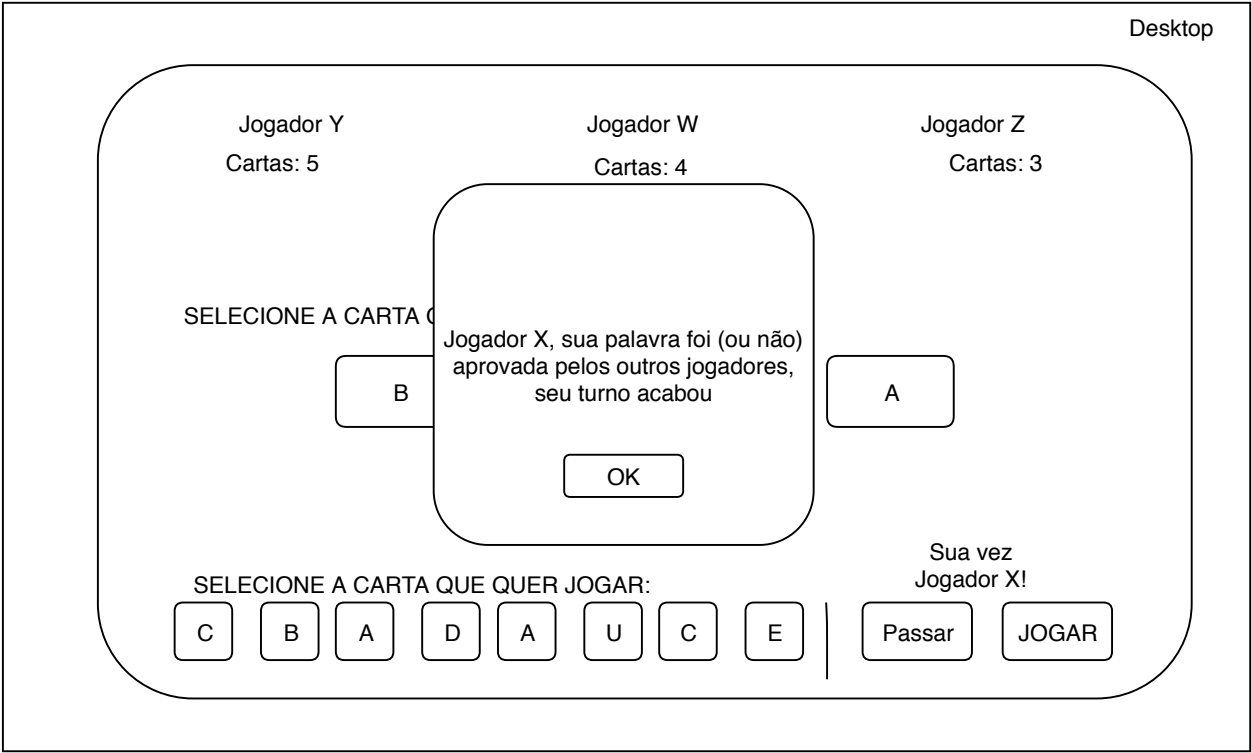 Desktop
Jogador Y
Jogador W
Jogador Z
Cartas: 5
Cartas: 4
Cartas: 3
SELECIONE A CARTA
Jogador X, sua palavra foi (ou não)
aprovada pelos outros jogadores,
seu turno acabou
B
A
OK
Sua vez
Jogador X!
SELECIONE A CARTA QUE QUER JOGAR:
C B A D A U C E
Passar
JOGAR